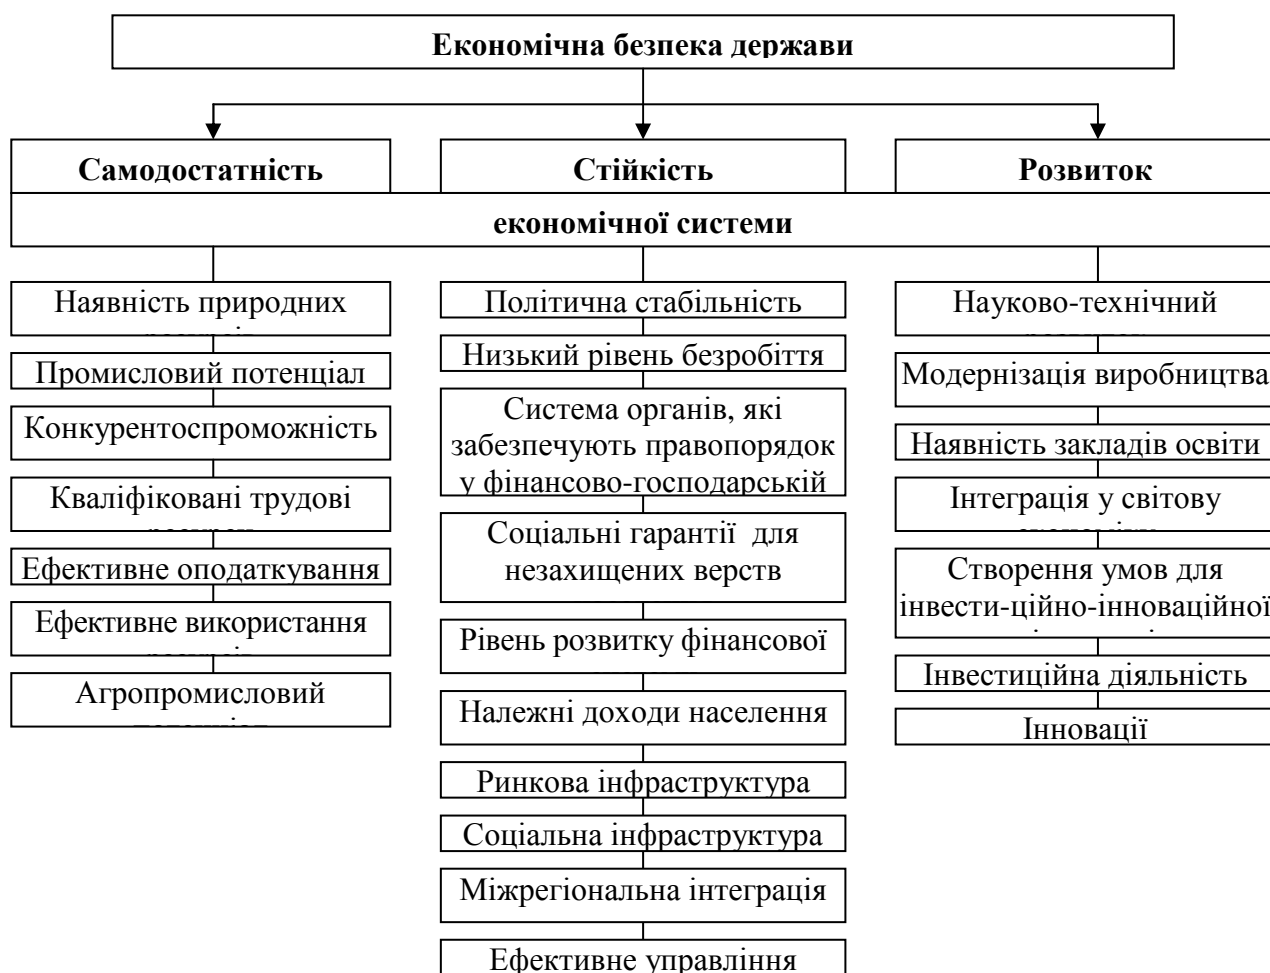 Економічна безпека держави
Самодостатність
Стійкість
Розвиток
економічної системи
Наявність природних
Промисловий потенціал
Конкурентоспроможність
Кваліфіковані трудові
Ефективне оподаткування
Ефективне використання
Агропромисловий
Політична стабільність
Низький рівень безробіття
Система органів, які
забезпечують правопорядок
у фінансово-господарській
Соціальні гарантії для
незахищених верств
Рівень розвитку фінансової
Належні доходи населення
Ринкова інфраструктура
Соціальна інфраструктура
Міжрегіональна інтеграція
Ефективне управління
Науково-технічний
Модернізація виробництва
Наявність закладів освіти
Інтеграція у світову
Створення умов для
інвести-ційно-інноваційної
Інвестиційна діяльність
Інновації